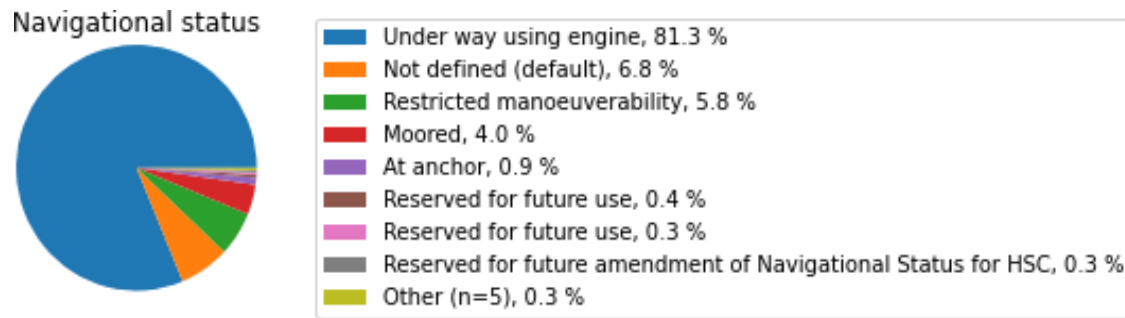 Navigational status
Under way using engine, 81.3 %
Not defined (default), 6.8 %
Restricted manoeuverability, 5.8 %
Moored, 4.0 %
At anchor, 0.9 %
Reserved for future use, 0.4 %
Reserved for future use, 0.3 %
Reserved for future amendment of Navigational Status for HSC, 0.3 %
Other (n=5), 0.3 %